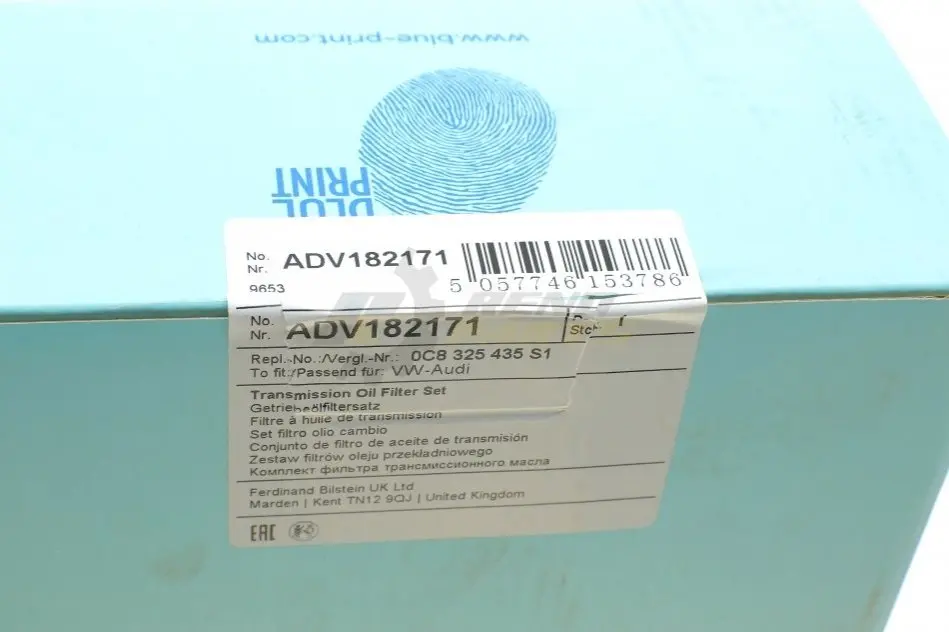 www.blue-print.com
BLUE
PRINT
No.
Nr.
ADV182171
5 057746 153786
9653
No.
Nr.
ADV182171
Repl.-No.:/Vergl.-Nr.: 0C8 325 435 S1
To fit:/Passend für: VW-Audi
Transmission Oil Filter Set
Getriebeölfiltersatz
Filtre à huile de transmission
Set filtro olio cambio
Conjunto de filtro de aceite de transmisión
Zestaw filtrów oleju przekładniowego
Комплект фильтра трансмиссионного масла
Ferdinand Bilstein UK Ltd
Marden | Kent TN12 9QJ | United Kingdom
EAC